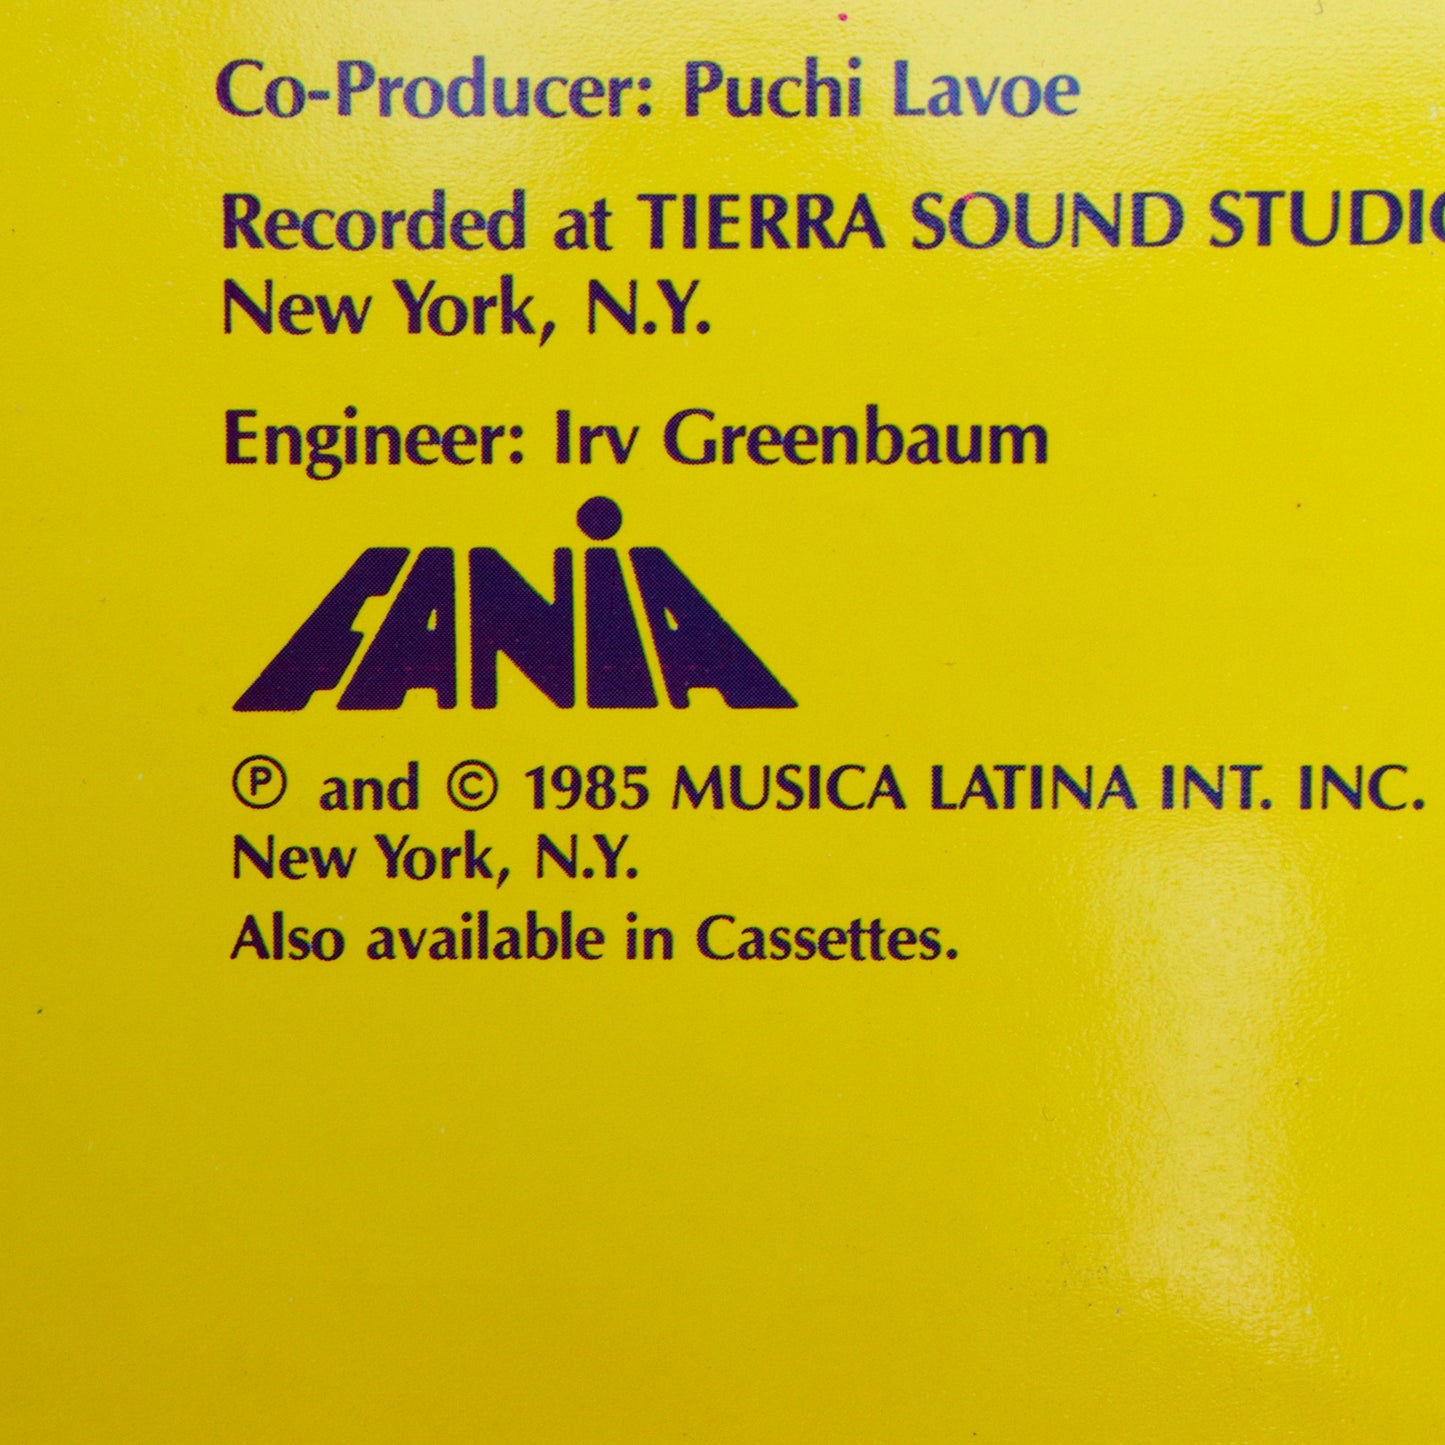 Co-Producer: Puchi Lavoe
Recorded at TIERRA SOUND
New York, N.Y.
Engineer: Irv Greenbaum
FANiA
Ⓟ and © 1985 MUSICA LATINA INT. INC.
New York, N.Y.
Also available in Cassettes.